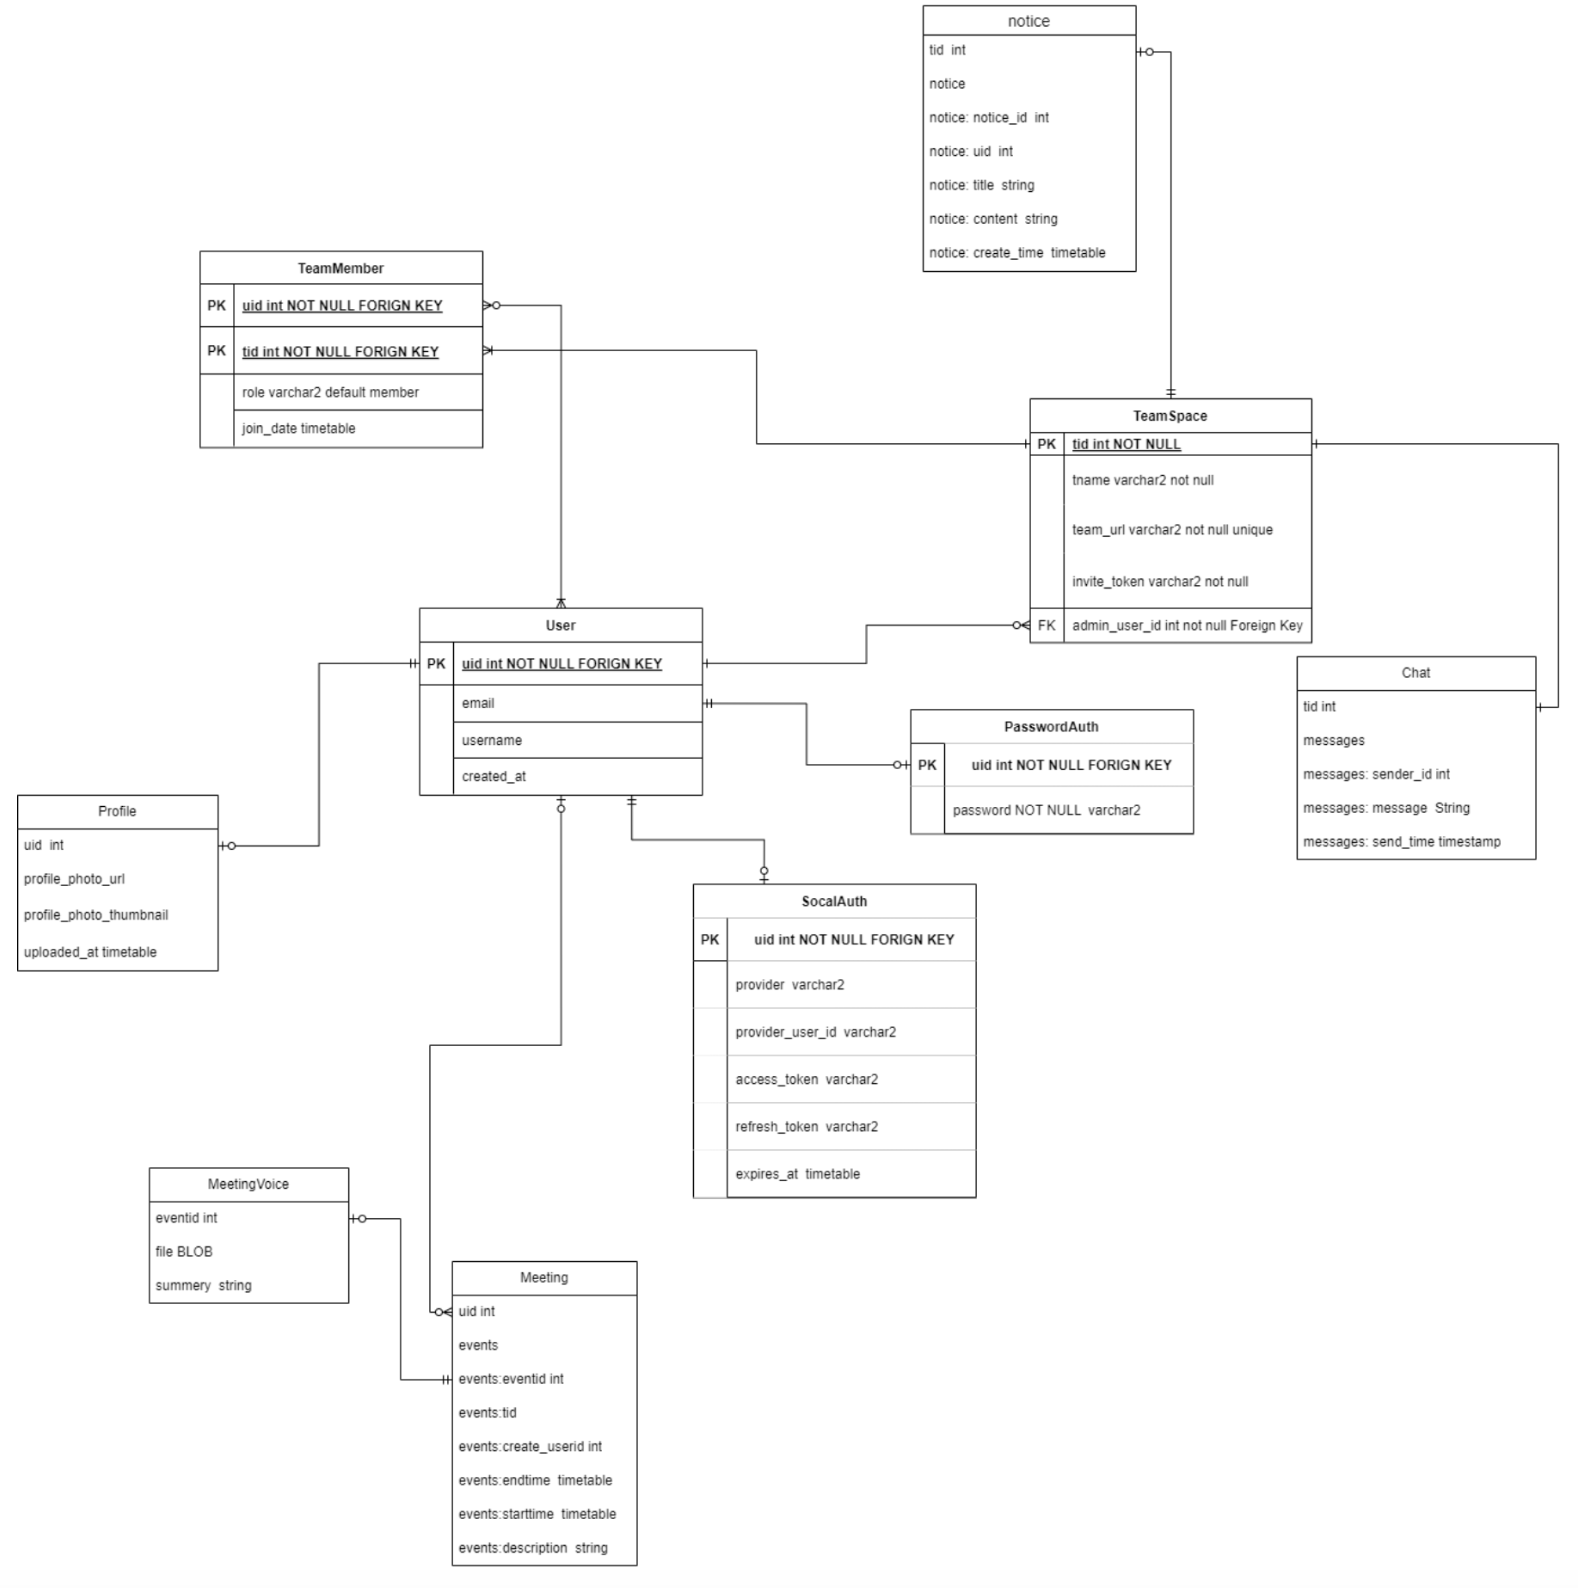 notice
tid  int
notice
notice: notice_id  int
notice: uid  int
notice: title  string
notice: content  string
notice: create_time  timetable
TeamMember
PK uid int NOT NULL FORIGN KEY
PK tid int NOT NULL FORIGN KEY
role varchar2 default member
join_date timetable
TeamSpace
PK tid int NOT NULL
tname varchar2 not null
team_url varchar2 not null unique
invite_token varchar2 not null
FK admin_user_id int not null Foreign Key
User
PK uid int NOT NULL FORIGN KEY
email
username
created_at
Chat
tid int
messages
messages: sender_id int
messages: message  String
messages: send_time timestamp
PasswordAuth
PK uid int NOT NULL FORIGN KEY
password NOT NULL  varchar2
Profile
uid  int
profile_photo_url
profile_photo_thumbnail
uploaded_at timetable
SocalAuth
PK uid int NOT NULL FORIGN KEY
provider  varchar2
provider_user_id  varchar2
access_token  varchar2
refresh_token  varchar2
expires_at  timetable
MeetingVoice
eventid int
file BLOB
summery  string
Meeting
uid int
events
events:eventid int
events:tid
events:create_userid int
events:endtime  timetable
events:starttime  timetable
events:description  string